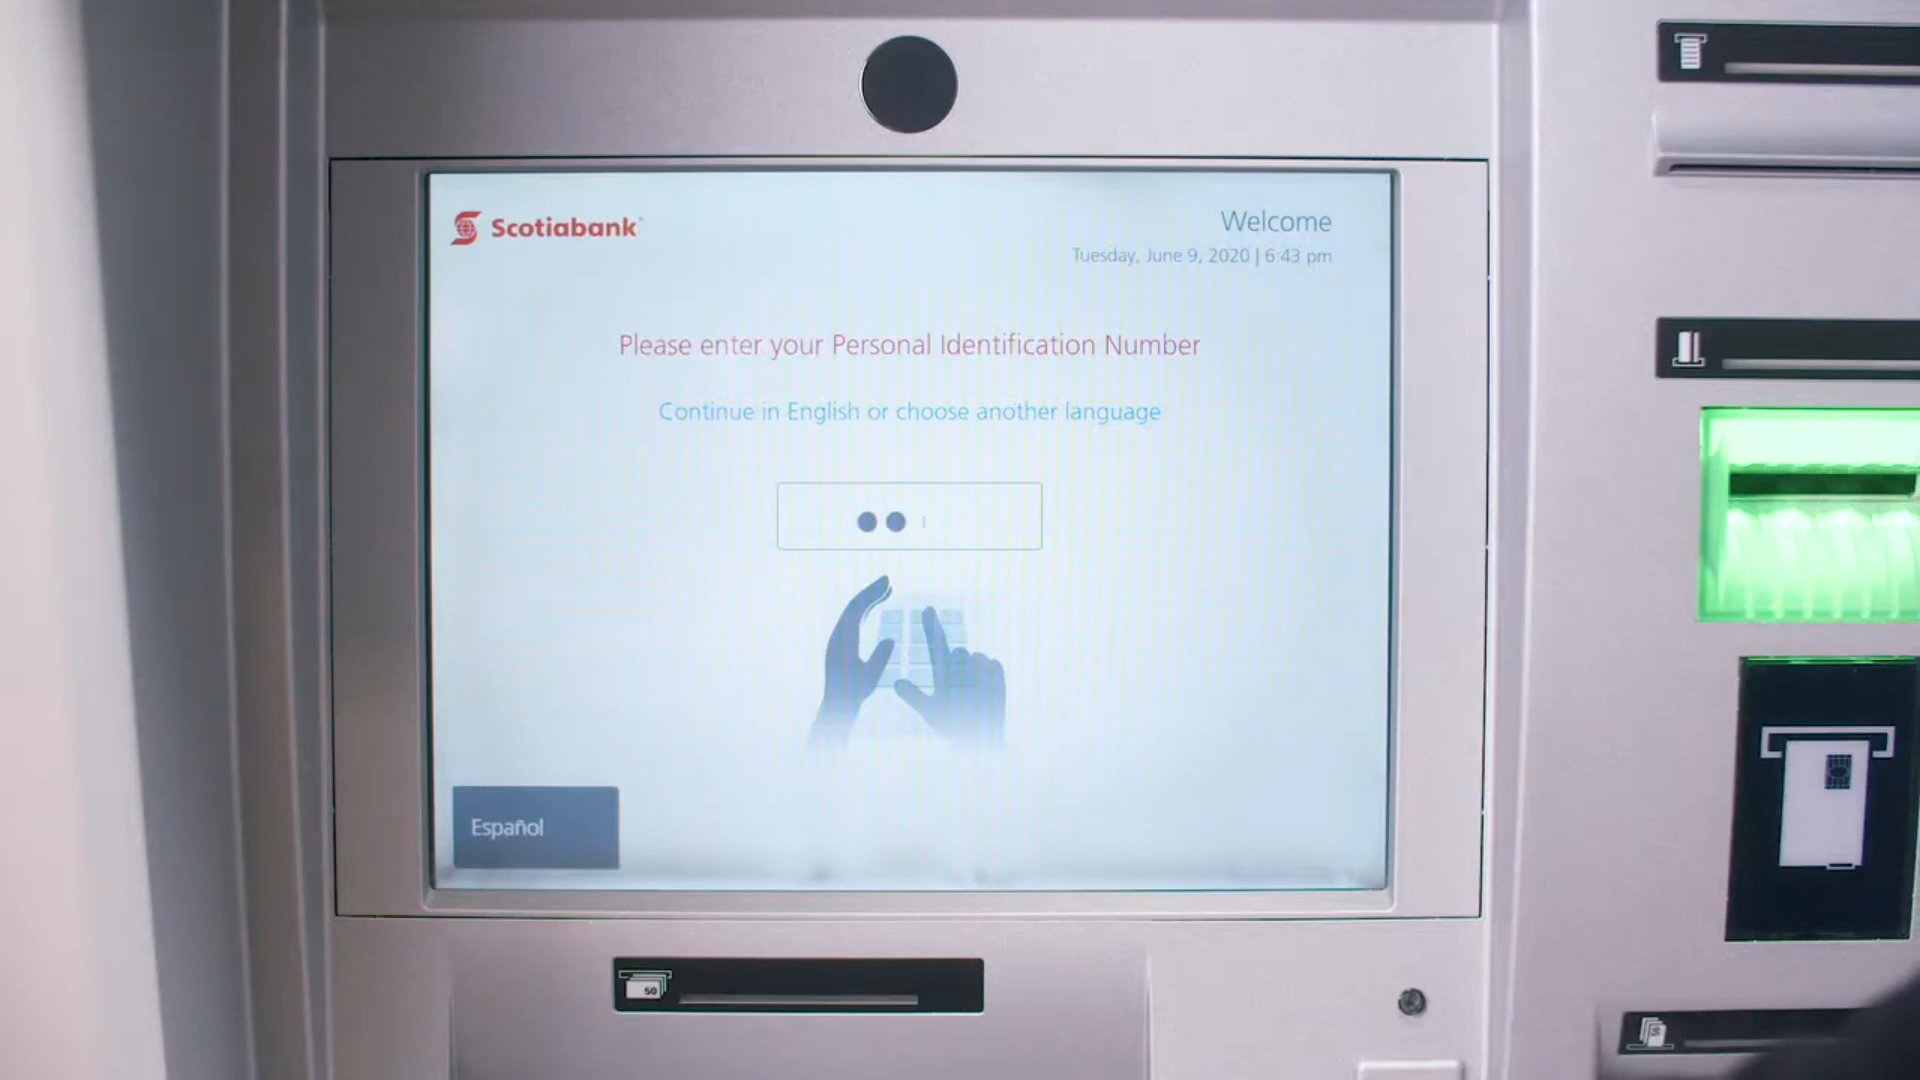 Scotiabank
Welcome
Tuesday, June 9, 2020 | 6:43 pm
Please enter your Personal Identification Number
Continue in English or choose another language
Español
50